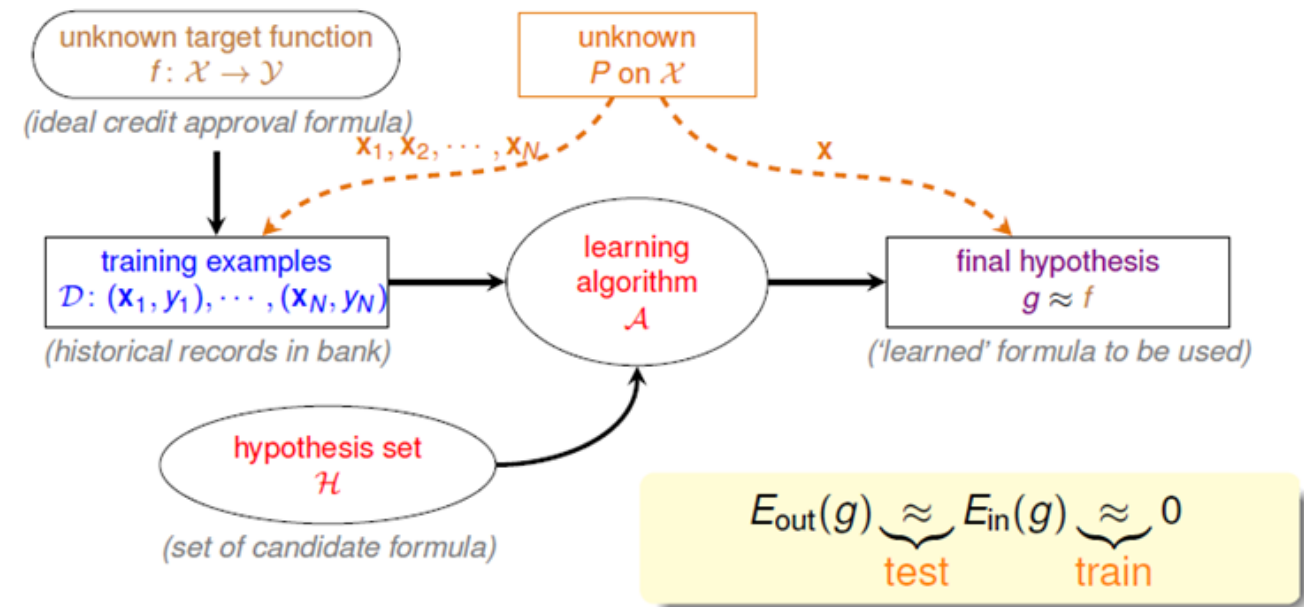 unknown target function
f: 𝒳 → 𝒴
(ideal credit approval formula)
unknown
P on 𝒳
x₁, x₂, ⋯ , x_N
x
training examples
𝒟: (x₁, y₁), ⋯ , (x_N, y_N)
(historical records in bank)
learning
algorithm
𝒜
final hypothesis
g ≈ f
('learned' formula to be used)
hypothesis set
ℋ
(set of candidate formula)
E_out(g) ≈ E_in(g) ≈ 0
test train